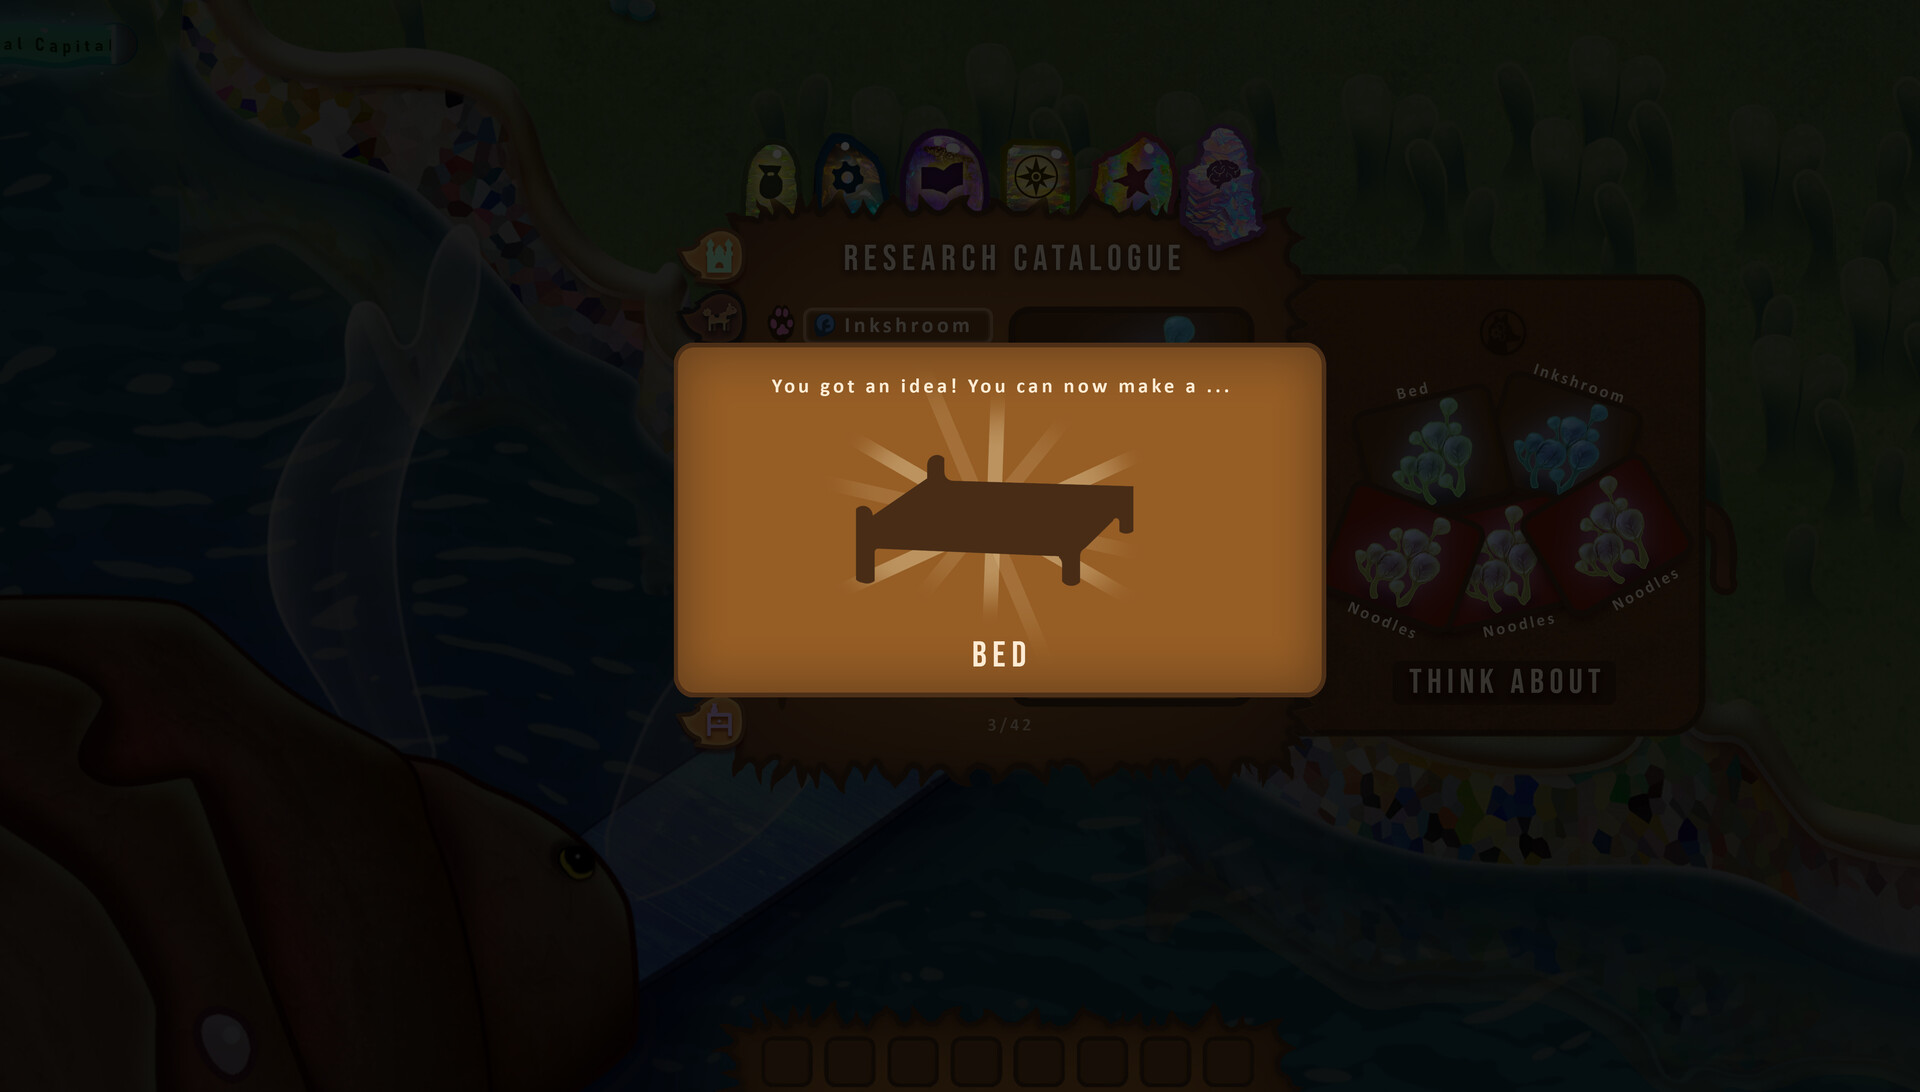 al Capital
RESEARCH CATALOGUE
Inkshroom
You got an idea! You can now make a ...
BED
Bed
Inkshroom
Noodles
Noodles
Noodles
THINK ABOUT
3/42